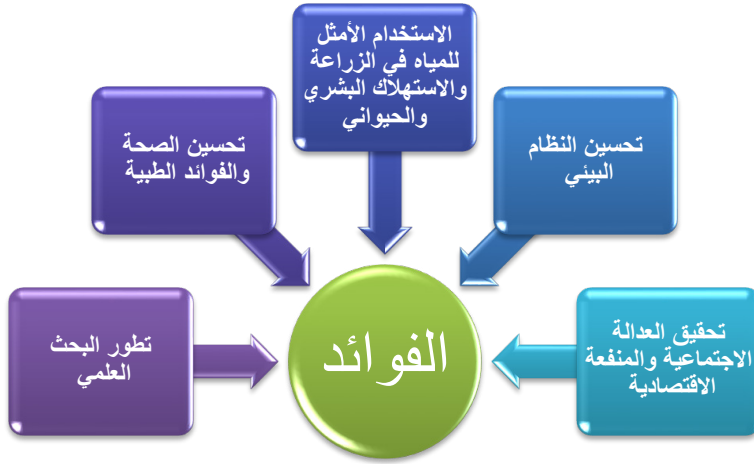 الاستخدام الأمثل
للمياه في الزراعة
والاستهلاك البشري
والحيواني
تحسين النظام
البيئي
تحسين الصحة
والفوائد الطبية
تحقيق العدالة
الاجتماعية والمنفعة
الاقتصادية
تطور البحث
العلمي
الفوائد